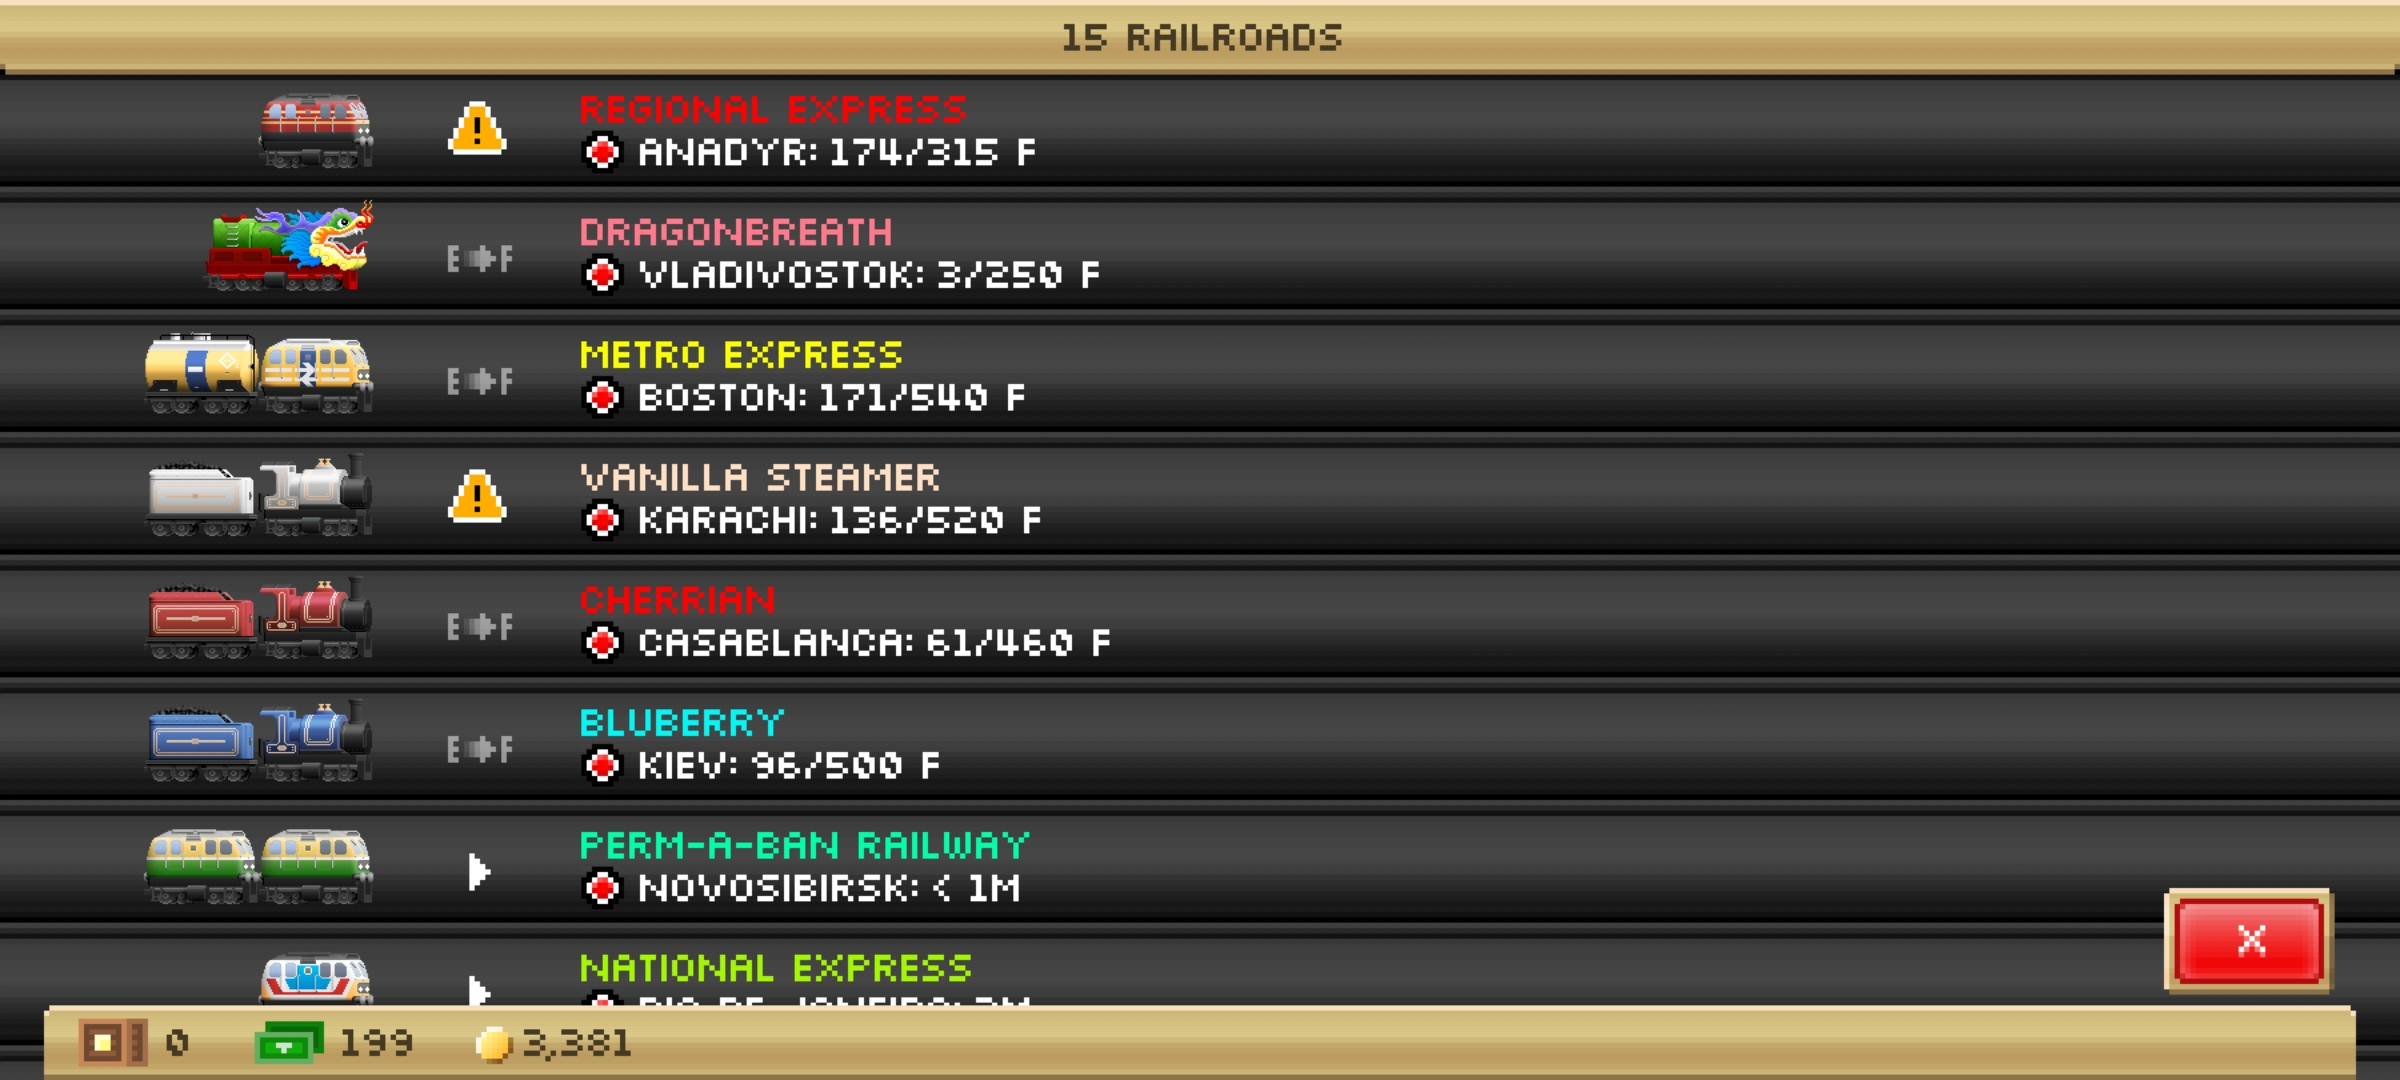 15 RAILROADS
REGIONAL EXPRESS
ANADYR: 174/315 F
DRAGONBREATH
E F
VLADIVOSTOK: 3/250 F
METRO EXPRESS
E F
BOSTON: 171/540 F
VANILLA STEAMER
KARACHI: 136/520 F
CHERRIAN
E F
CASABLANCA: 61/460 F
BLUBERRY
E F
KIEV: 96/500 F
PERM-A-BAN RAILWAY
NOVOSIBIRSK: < 1M
X
NATIONAL EXPRESS
0 199 3,381